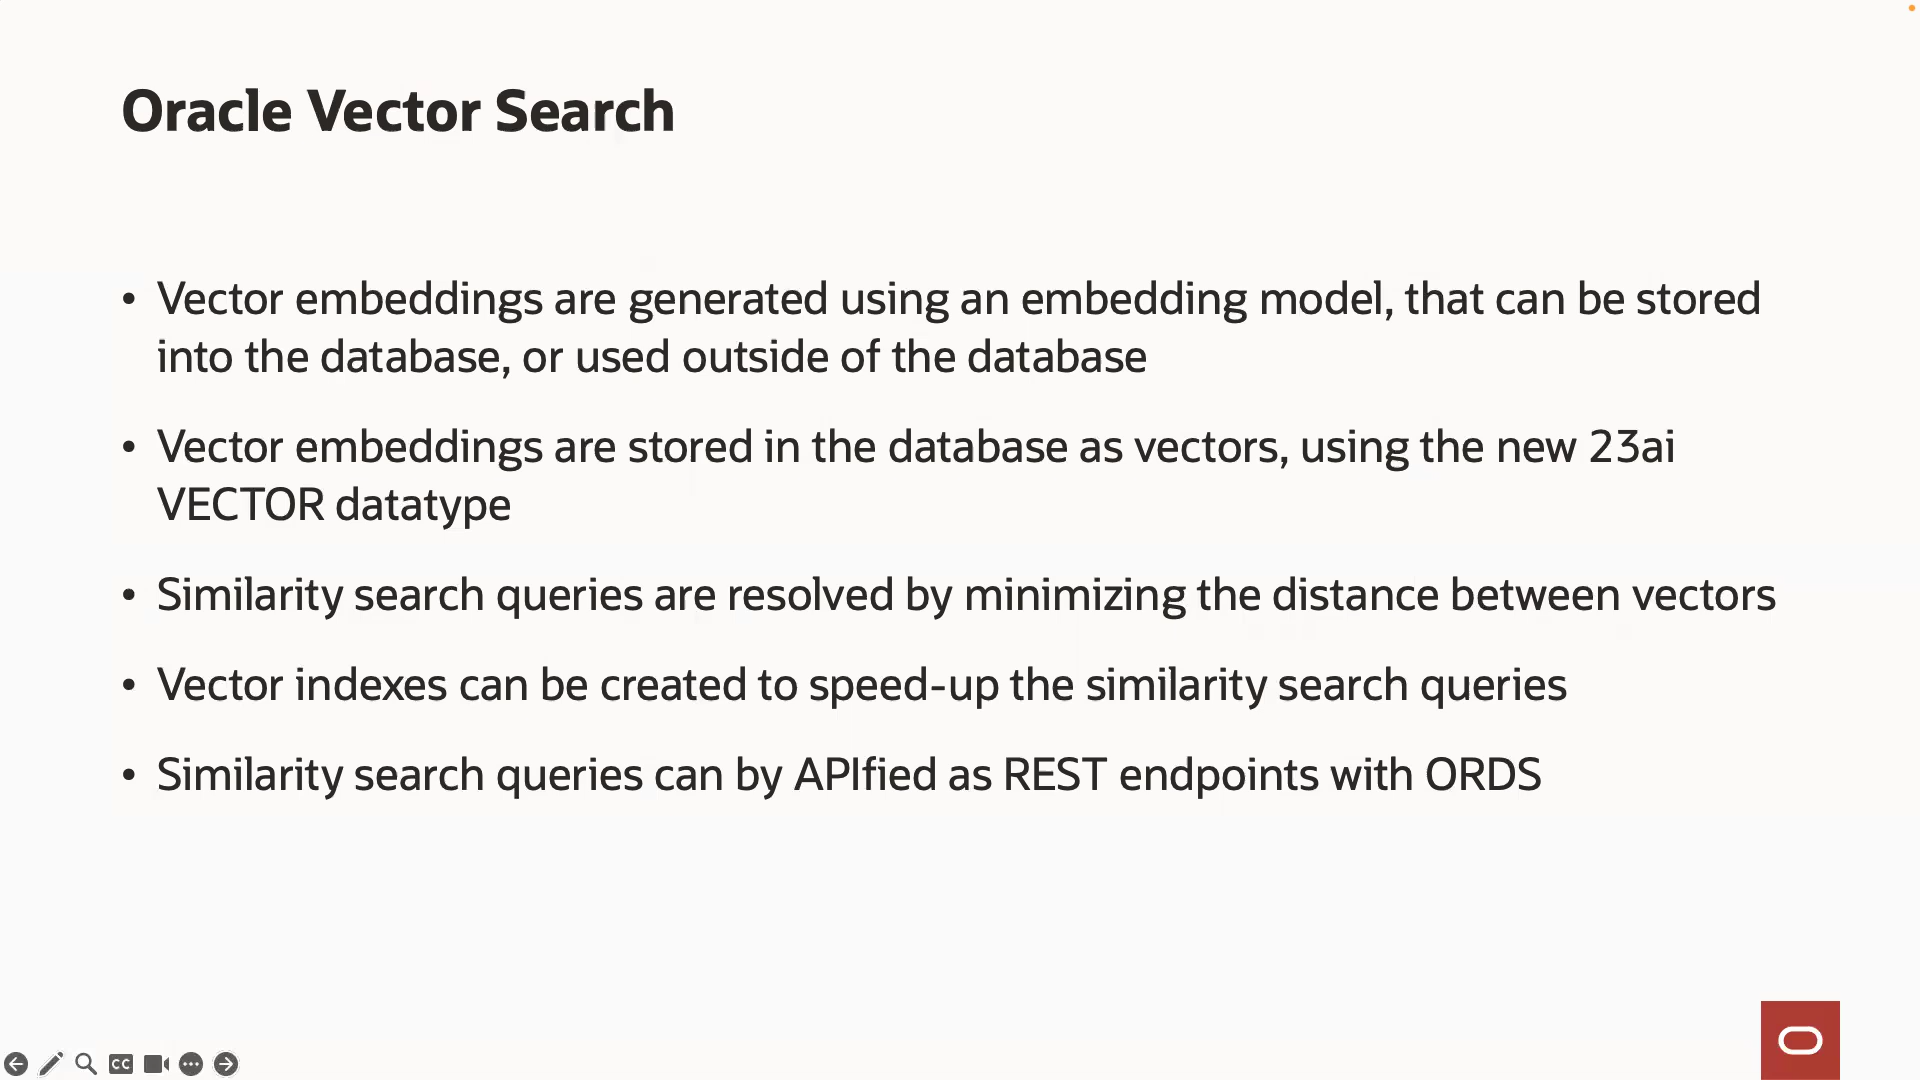 Oracle Vector Search
• Vector embeddings are generated using an embedding model, that can be stored
into the database, or used outside of the database
• Vector embeddings are stored in the database as vectors, using the new 23ai
VECTOR datatype
• Similarity search queries are resolved by minimizing the distance between vectors
• Vector indexes can be created to speed-up the similarity search queries
• Similarity search queries can by APIfied as REST endpoints with ORDS
CC